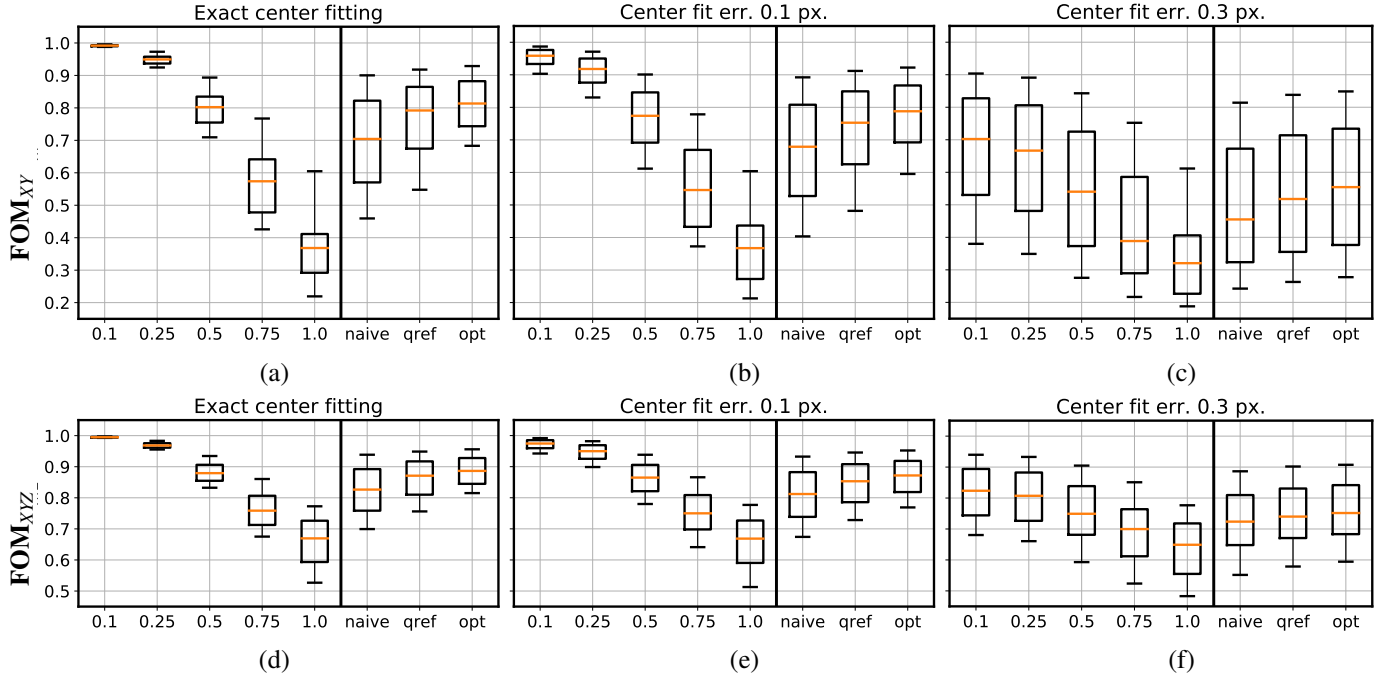 Exact center fitting
Center fit err. 0.1 px.
Center fit err. 0.3 px.
FOM_XY
1.0
0.9
0.8
0.7
0.6
0.5
0.4
0.3
0.2
0.1 0.25 0.5 0.75 1.0 naive qref opt
0.1 0.25 0.5 0.75 1.0 naive qref opt
0.1 0.25 0.5 0.75 1.0 naive qref opt
(a)
(b)
(c)
Exact center fitting
Center fit err. 0.1 px.
Center fit err. 0.3 px.
FOM_XYZ
1.0
0.9
0.8
0.7
0.6
0.5
0.1 0.25 0.5 0.75 1.0 naive qref opt
0.1 0.25 0.5 0.75 1.0 naive qref opt
0.1 0.25 0.5 0.75 1.0 naive qref opt
(d)
(e)
(f)